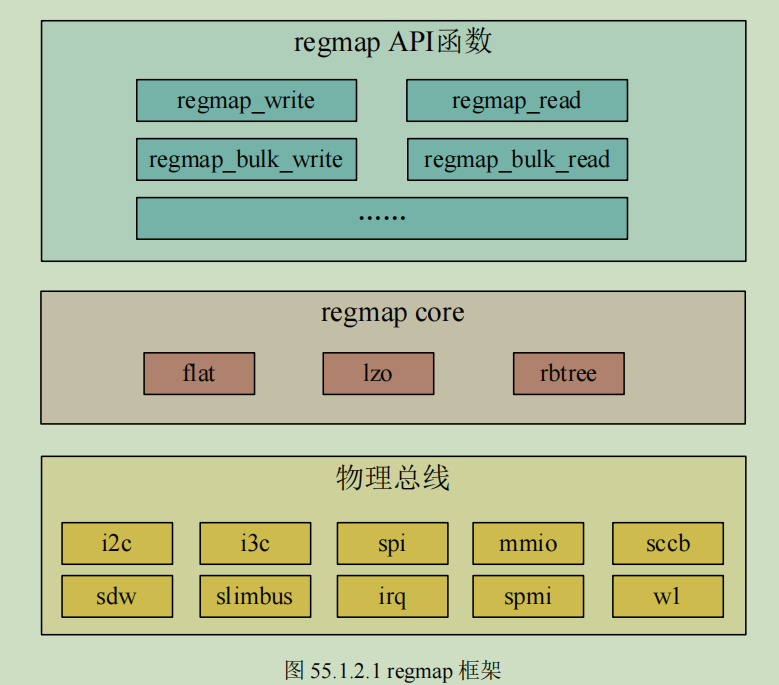 regmap API函数
regmap_write regmap_read
regmap_bulk_write regmap_bulk_read
......
regmap core
flat lzo rbtree
物理总线
i2c i3c spi mmio sccb
sdw slimbus irq spmi w1
图 55.1.2.1 regmap 框架